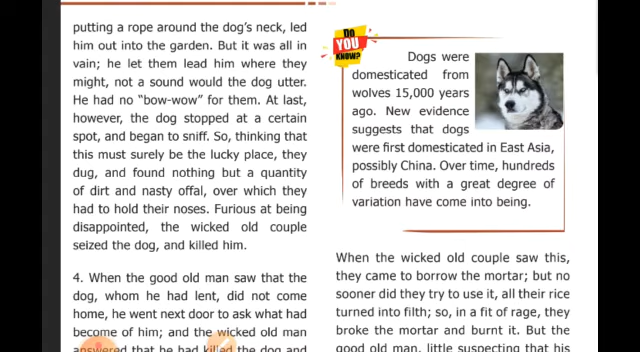 putting a rope around the dog's neck, led
him out into the garden. But it was all in
vain; he let them lead him where they
might, not a sound would the dog utter.
He had no “bow-wow” for them. At last,
however, the dog stopped at a certain
spot, and began to sniff. So, thinking that
this must surely be the lucky place, they
dug, and found nothing but a quantity
of dirt and nasty offal, over which they
had to hold their noses. Furious at being
disappointed, the wicked old couple
seized the dog, and killed him.
4. When the good old man saw that the
dog, whom he had lent, did not come
home, he went next door to ask what had
become of him; and the wicked old man
answered that he had killed the dog and
DO
YOU
KNOW?
Dogs were
domesticated from
wolves 15,000 years
ago. New evidence
suggests that dogs
were first domesticated in East Asia,
possibly China. Over time, hundreds
of breeds with a great degree of
variation have come into being.
When the wicked old couple saw this,
they came to borrow the mortar; but no
sooner did they try to use it, all their rice
turned into filth; so, in a fit of rage, they
broke the mortar and burnt it. But the
good old man, little suspecting that his